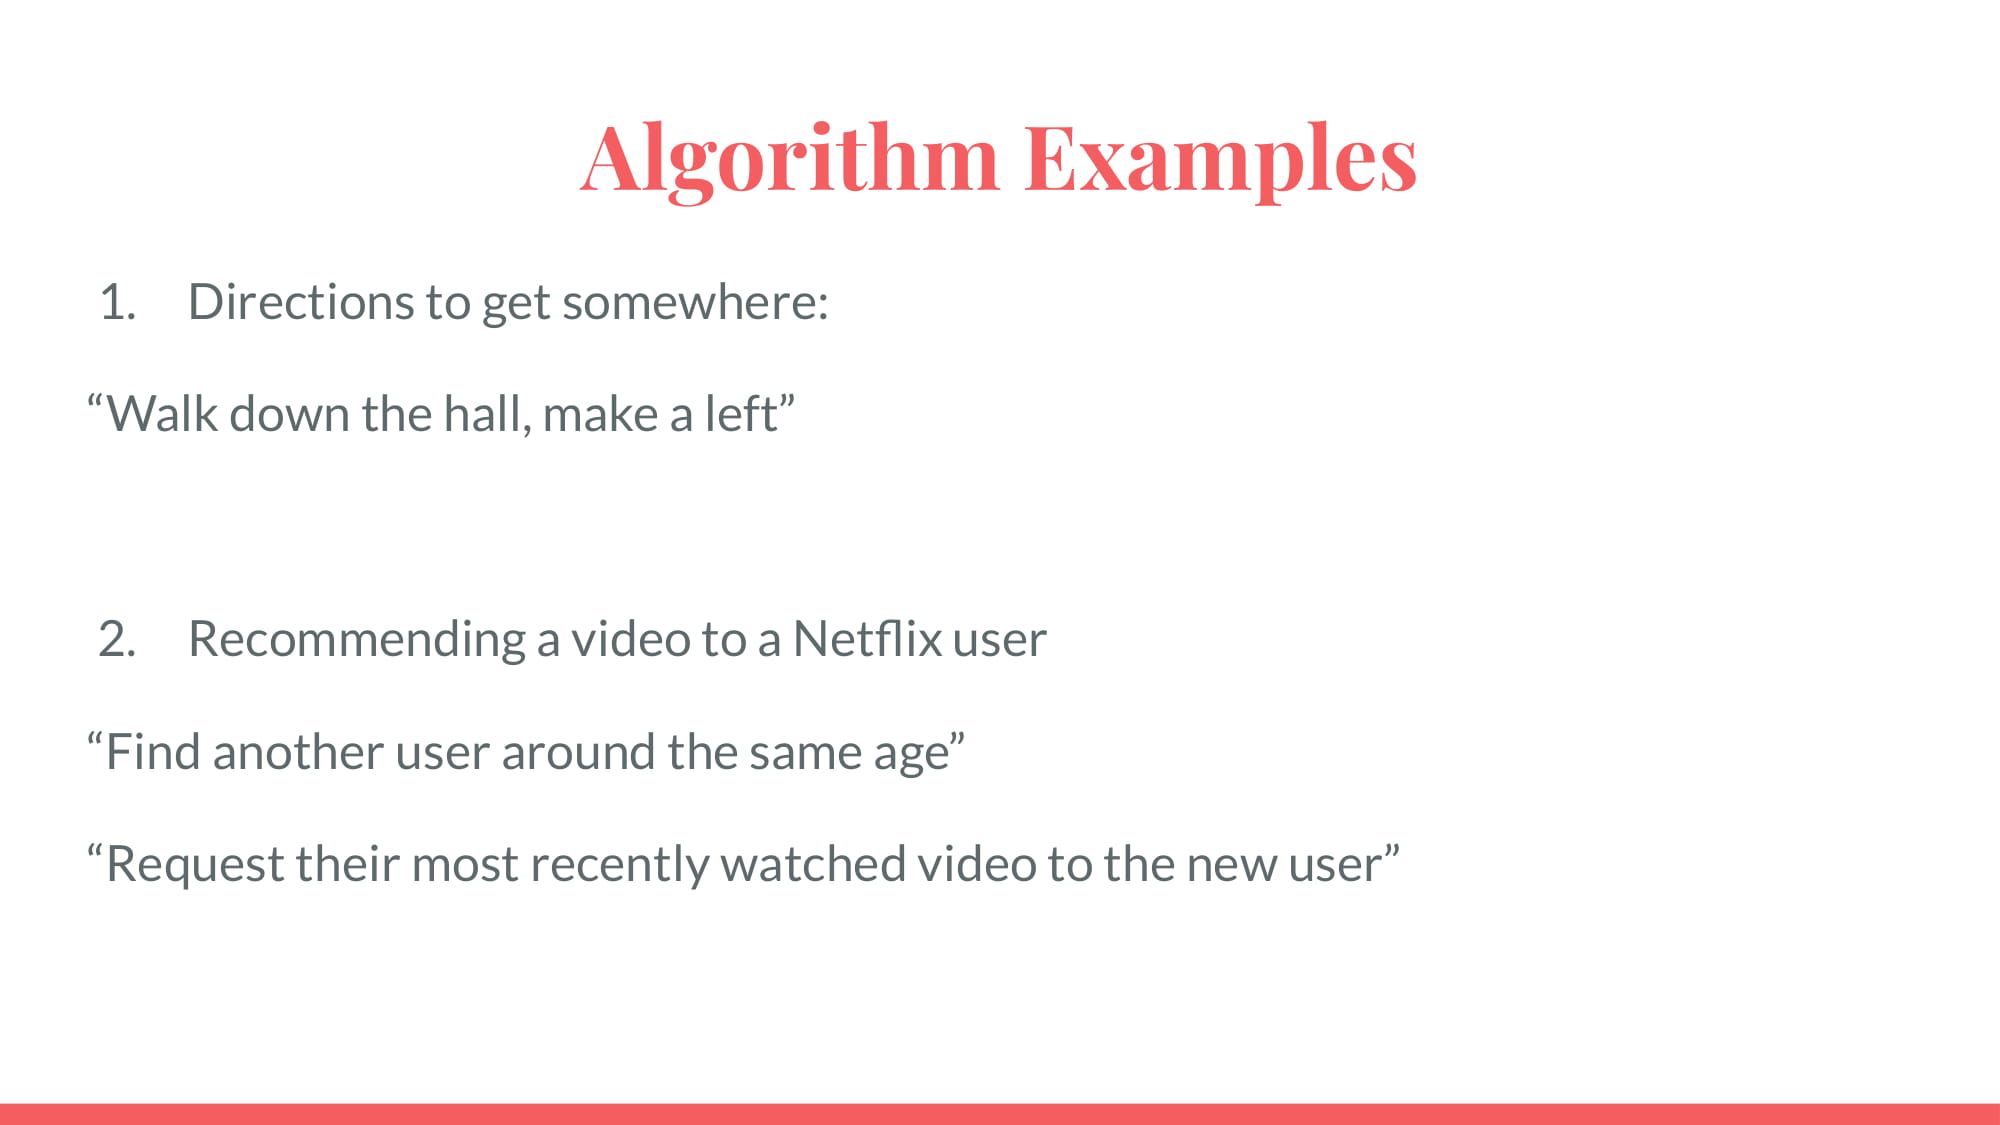 Algorithm Examples
1. Directions to get somewhere:
“Walk down the hall, make a left”
2. Recommending a video to a Netflix user
“Find another user around the same age”
“Request their most recently watched video to the new user”